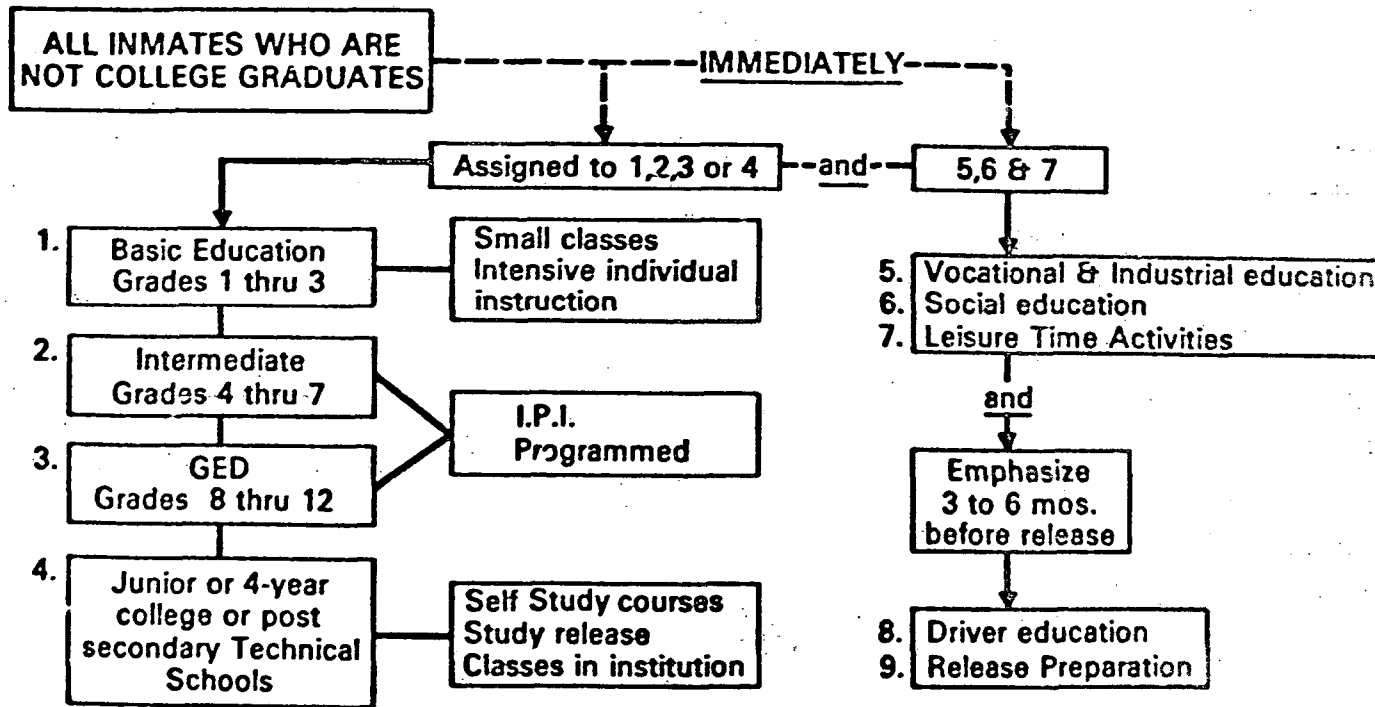 ALL INMATES WHO ARE
NOT COLLEGE GRADUATES
IMMEDIATELY
Assigned to 1,2,3 or 4
and
5,6 & 7
1.
Basic Education
Grades 1 thru 3
Small classes
Intensive individual
instruction
2.
Intermediate
Grades 4 thru 7
I.P.I.
Programmed
3.
GED
Grades 8 thru 12
4.
Junior or 4-year
college or post
secondary Technical
Schools
Self Study courses
Study release
Classes in institution
5. Vocational & Industrial education
6. Social education
7. Leisure Time Activities
and
Emphasize
3 to 6 mos.
before release
8. Driver education
9. Release Preparation